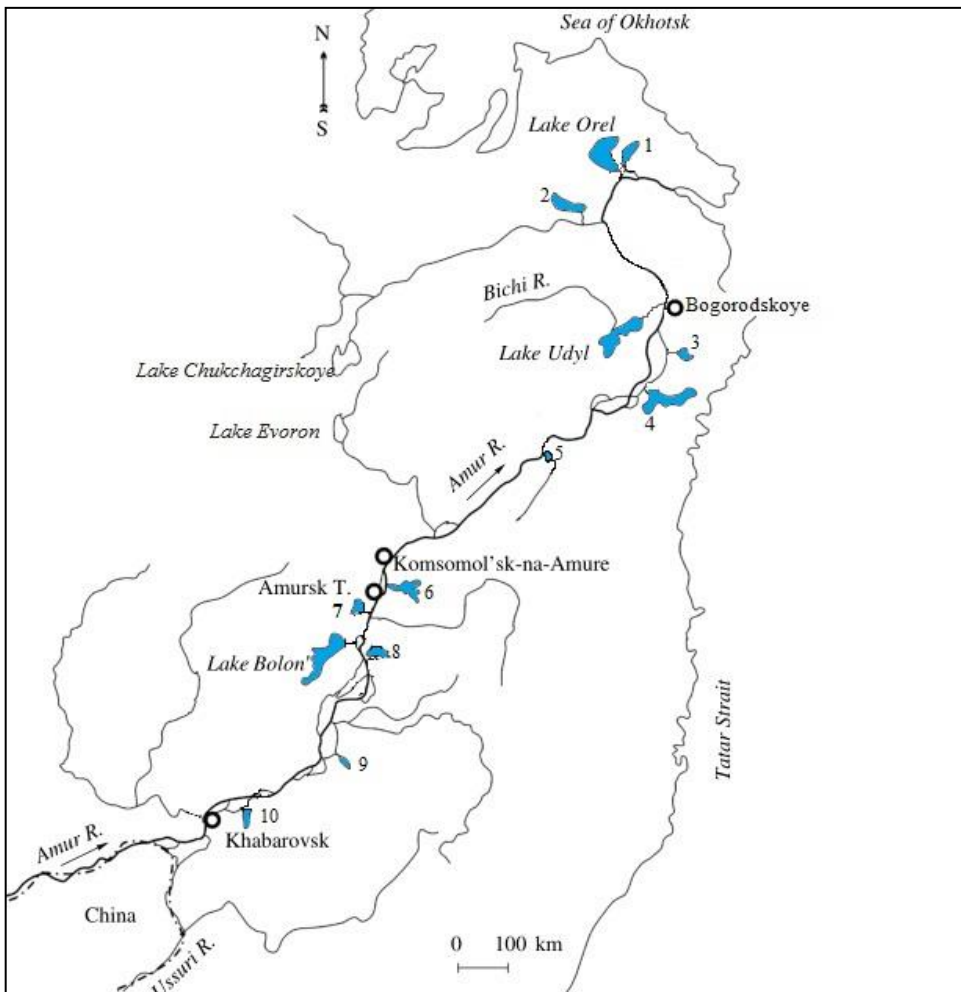 Sea of Okhotsk
N
S
Lake Orel
1
2
Bichi R.
Bogorodskoye
Lake Udyl
3
Lake Chukchagirskoye
4
Lake Evoron
Amur R.
5
Komsomol'sk-na-Amure
Amursk T.
6
7
Lake Bolon"
8
Tatar Strait
9
10
Khabarovsk
Amur R.
China
Ussuri R.
0 100 km